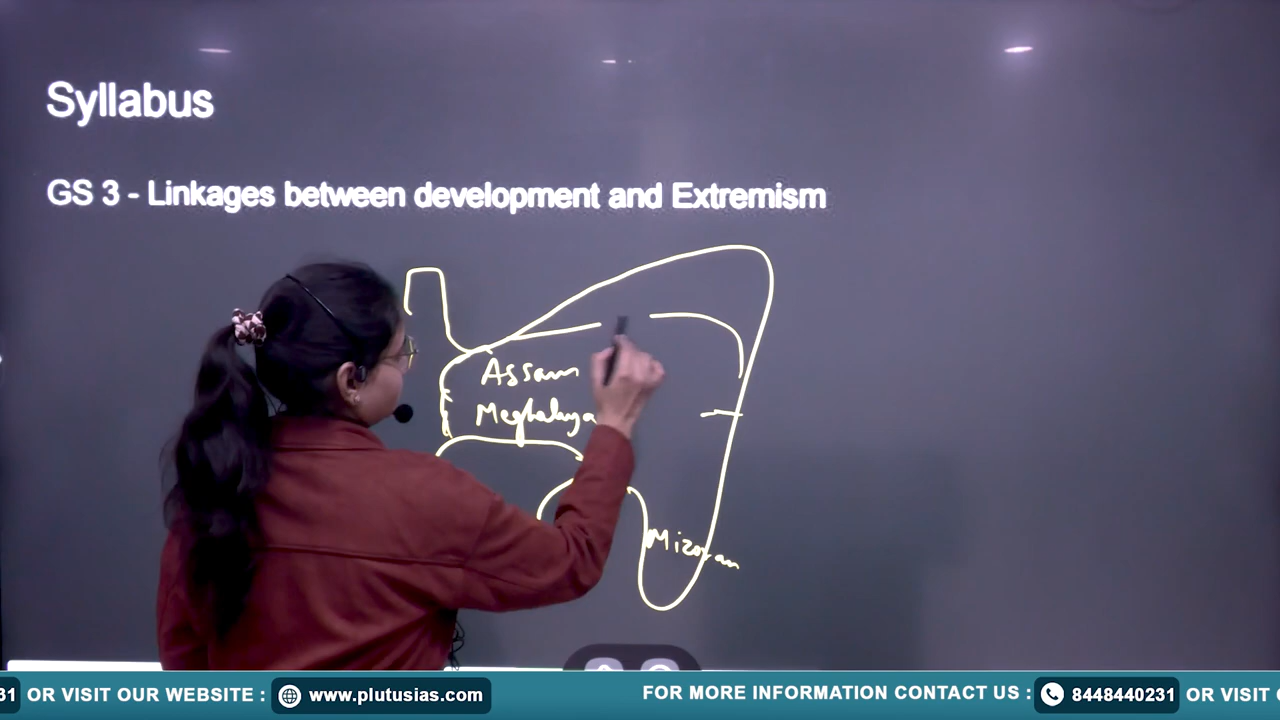 Syllabus
GS 3 - Linkages between development and Extremism
Assam
Meghalaya
Mizoram
31 OR VISIT OUR WEBSITE : www.plutusias.com FOR MORE INFORMATION CONTACT US : 8448440231 OR VISIT